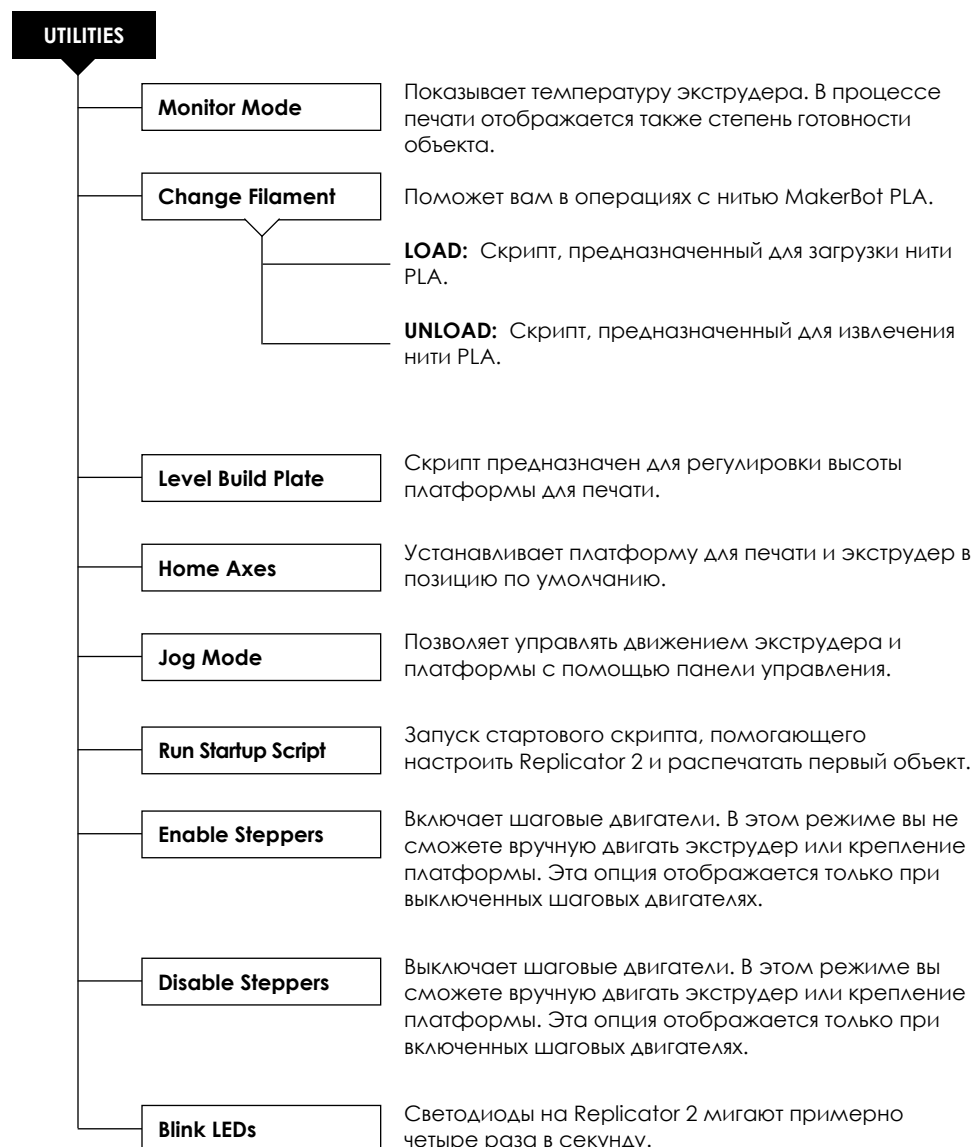 UTILITIES
Monitor Mode
Показывает температуру экструдера. В процессе
печати отображается также степень готовности
объекта.
Change Filament
Поможет вам в операциях с нитью MakerBot PLA.
LOAD: Скрипт, предназначенный для загрузки нити
PLA.
UNLOAD: Скрипт, предназначенный для извлечения
нити PLA.
Level Build Plate
Скрипт предназначен для регулировки высоты
платформы для печати.
Home Axes
Устанавливает платформу для печати и экструдер в
позицию по умолчанию.
Jog Mode
Позволяет управлять движением экструдера и
платформы с помощью панели управления.
Run Startup Script
Запуск стартового скрипта, помогающего
настроить Replicator 2 и распечатать первый объект.
Enable Steppers
Включает шаговые двигатели. В этом режиме вы не
сможете вручную двигать экструдер или крепление
платформы. Эта опция отображается только при
выключенных шаговых двигателях.
Disable Steppers
Выключает шаговые двигатели. В этом режиме вы
сможете вручную двигать экструдер или крепление
платформы. Эта опция отображается только при
включенных шаговых двигателях.
Blink LEDs
Светодиоды на Replicator 2 мигают примерно
четыре раза в секунду.